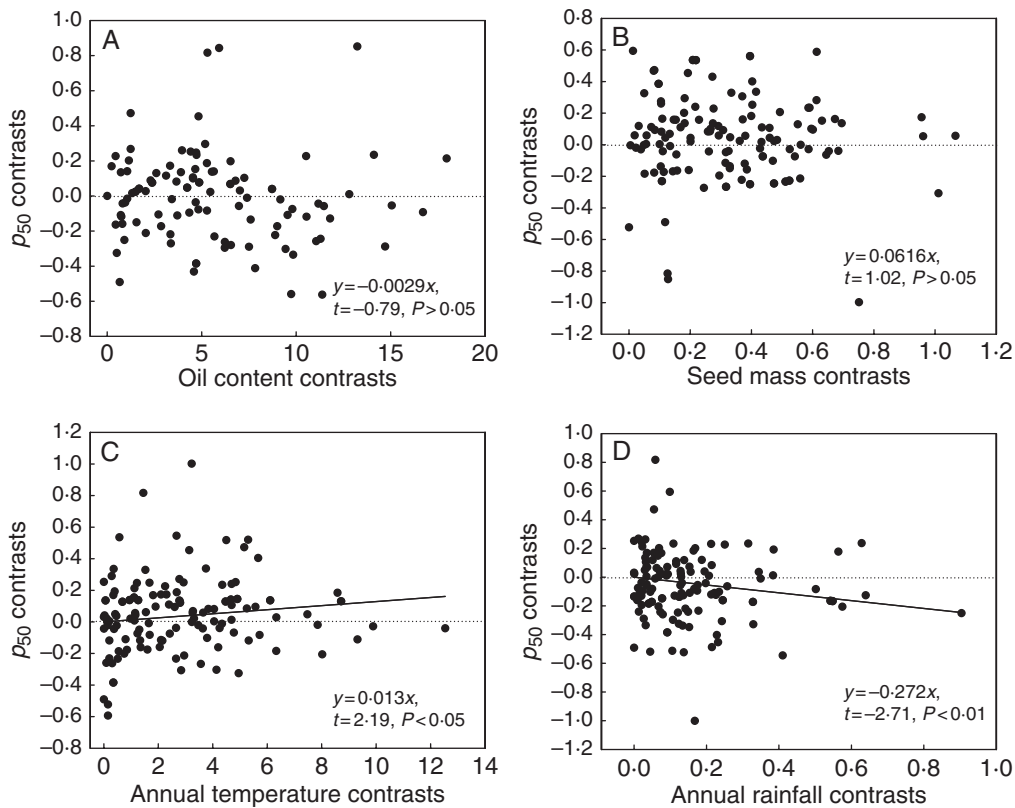 A
1·0
0·8
0·6
0·4
0·2
0·0
−0·2
−0·4
−0·6
−0·8
p50 contrasts
y=−0·0029x,
t=−0·79, P>0·05
0 5 10 15 20
Oil content contrasts
B
0·8
0·6
0·4
0·2
0·0
−0·2
−0·4
−0·6
−0·8
−1·0
−1·2
p50 contrasts
y=0·0616x,
t=1·02, P>0·05
0·0 0·2 0·4 0·6 0·8 1·0 1·2
Seed mass contrasts
C
1·2
1·0
0·8
0·6
0·4
0·2
0·0
−0·2
−0·4
−0·6
−0·8
p50 contrasts
y=0·013x,
t=2·19, P<0·05
0 2 4 6 8 10 12 14
Annual temperature contrasts
D
1·0
0·8
0·6
0·4
0·2
0·0
−0·2
−0·4
−0·6
−0·8
−1·0
−1·2
p50 contrasts
y=−0·272x,
t=−2·71, P<0·01
0·0 0·2 0·4 0·6 0·8 1·0
Annual rainfall contrasts